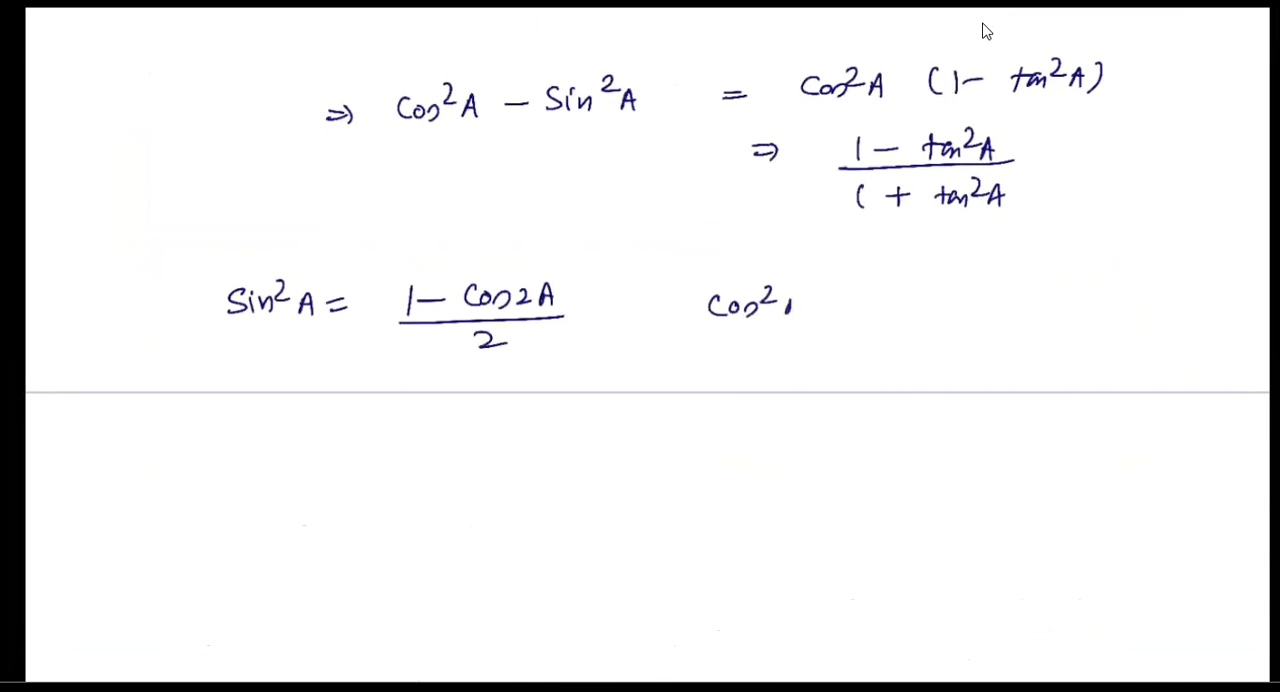 ⇒ Cos²A - Sin²A = Cos²A (1 - tan²A)
⇒ 1 - tan²A
1 + tan²A
Sin²A = 1 - Cos2A Cos²
2